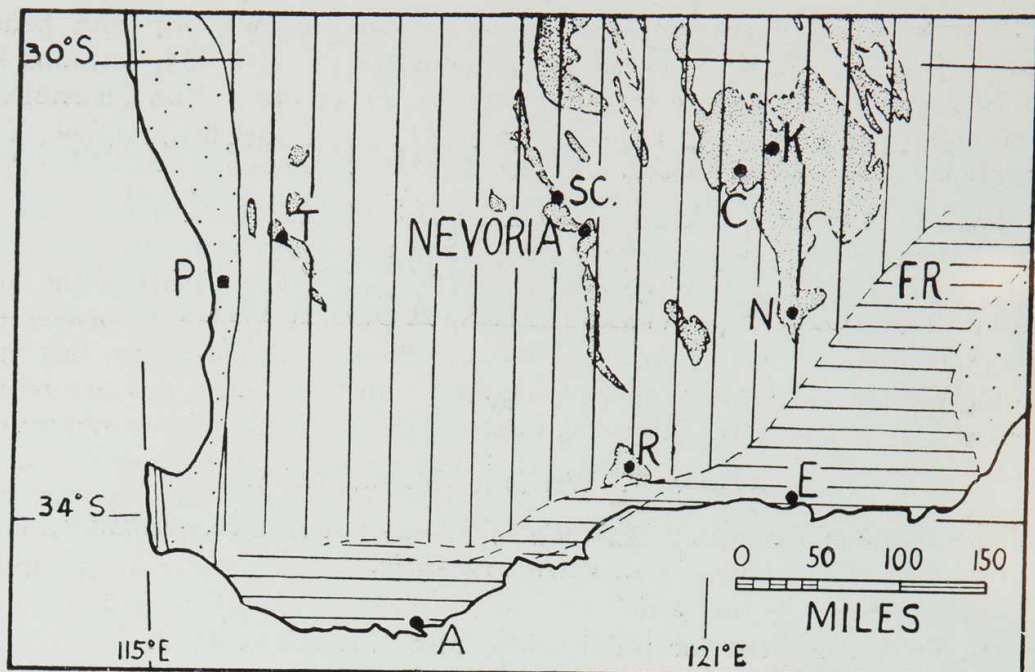 30°S
K
SC.
C
T
NEVORIA
P
F.R.
N
R
E
34°S
0 50 100 150
MILES
A
115°E
121°E